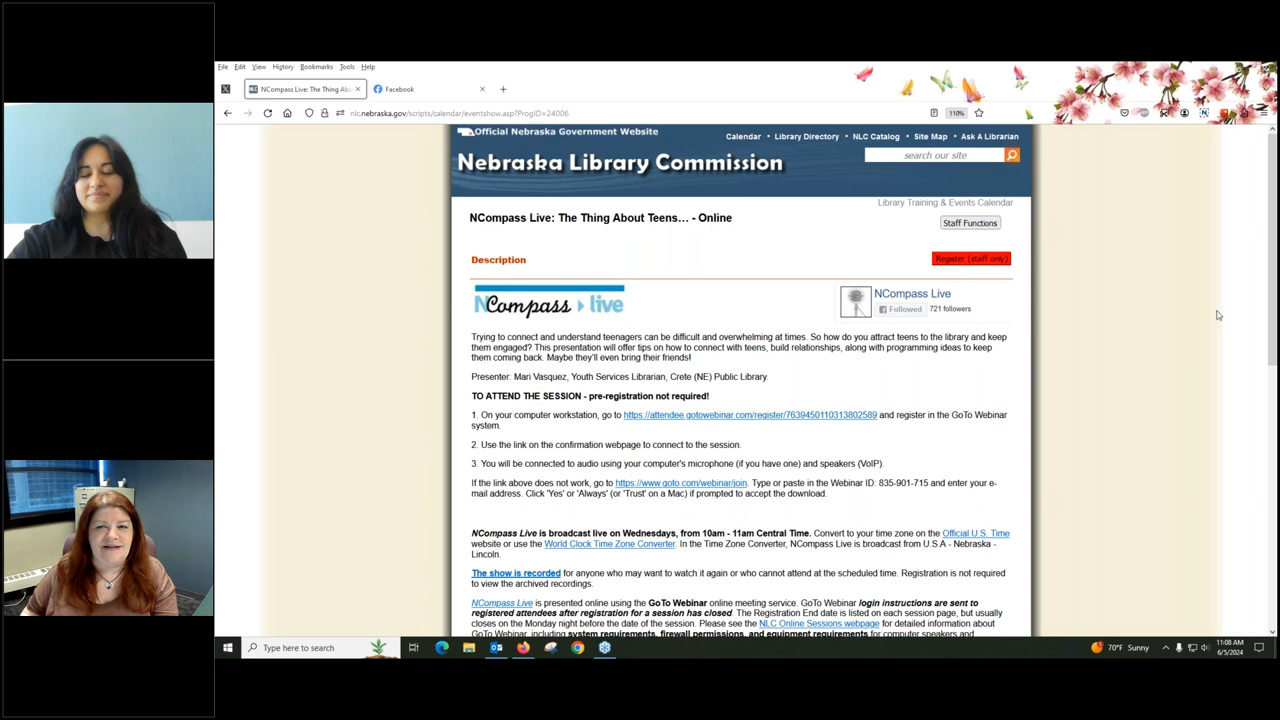 File Edit View History Bookmarks Tools Help
NCompass Live: The Thing Abo
Facebook
nlc.nebraska.gov/scripts/calendar/eventshow.asp?ProgID=24006
110%
Official Nebraska Government Website
Calendar • Library Directory • NLC Catalog • Site Map • Ask A Librarian
Nebraska Library Commission
search our site
Library Training & Events Calendar
NCompass Live: The Thing About Teens... - Online
Staff Functions
Description
Register (staff only)
NCompass live
NCompass Live
Followed 721 followers
Trying to connect and understand teenagers can be difficult and overwhelming at times. So how do you attract teens to the library and keep
them engaged? This presentation will offer tips on how to connect with teens, build relationships, along with programming ideas to keep
them coming back. Maybe they'll even bring their friends!
Presenter: Mari Vasquez, Youth Services Librarian, Crete (NE) Public Library.
TO ATTEND THE SESSION - pre-registration not required!
1. On your computer workstation, go to https://attendee.gotowebinar.com/register/7639450110313802589 and register in the GoTo Webinar
system.
2. Use the link on the confirmation webpage to connect to the session.
3. You will be connected to audio using your computer's microphone (if you have one) and speakers (VoIP).
If the link above does not work, go to https://www.goto.com/webinar/join. Type or paste in the Webinar ID: 835-901-715 and enter your e-
mail address. Click 'Yes' or 'Always' (or 'Trust' on a Mac) if prompted to accept the download.
NCompass Live is broadcast live on Wednesdays, from 10am - 11am Central Time. Convert to your time zone on the Official U.S. Time
website or use the World Clock Time Zone Converter. In the Time Zone Converter, NCompass Live is broadcast from U.S.A - Nebraska -
Lincoln.
The show is recorded for anyone who may want to watch it again or who cannot attend at the scheduled time. Registration is not required
to view the archived recordings.
NCompass Live is presented online using the GoTo Webinar online meeting service. GoTo Webinar login instructions are sent to
registered attendees after registration for a session has closed. The Registration End date is listed on each session page, but usually
closes on the Monday night before the date of the session. Please see the NLC Online Sessions webpage for detailed information about
GoTo Webinar, including system requirements, firewall permissions, and equipment requirements for computer speakers and
Type here to search
70°F Sunny
11:08 AM
6/5/2024